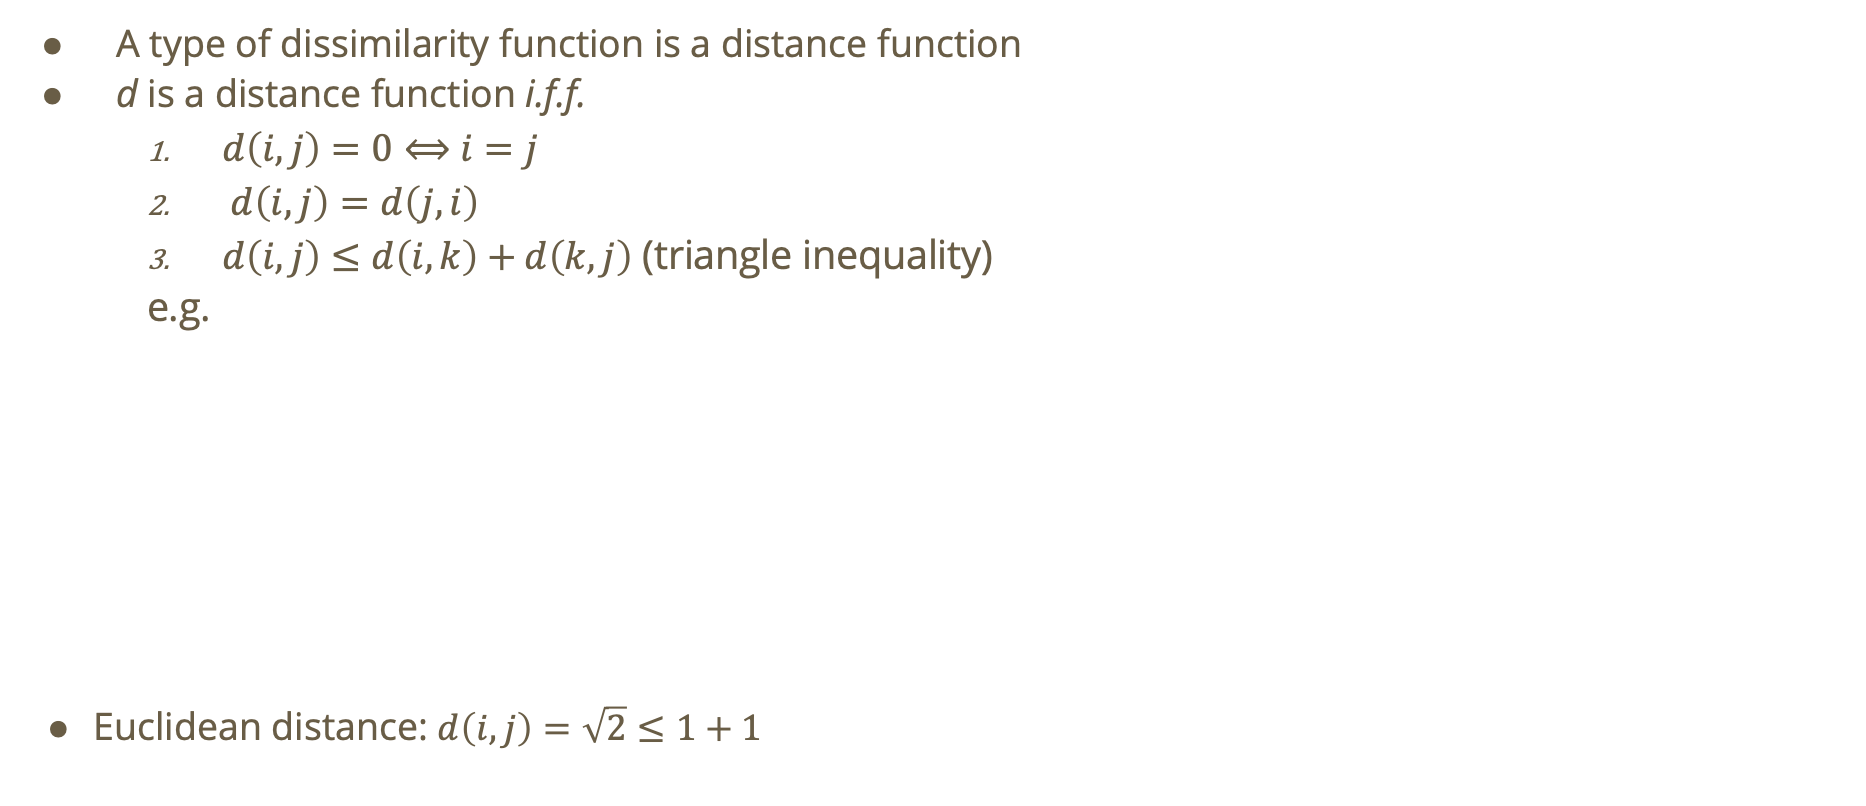 ● A type of dissimilarity function is a distance function
● d is a distance function i.f.f.
1. d(i, j) = 0 ⟺ i = j
2. d(i, j) = d(j, i)
3. d(i, j) ≤ d(i, k) + d(k, j) (triangle inequality)
e.g.
● Euclidean distance: d(i, j) = √2 ≤ 1 + 1